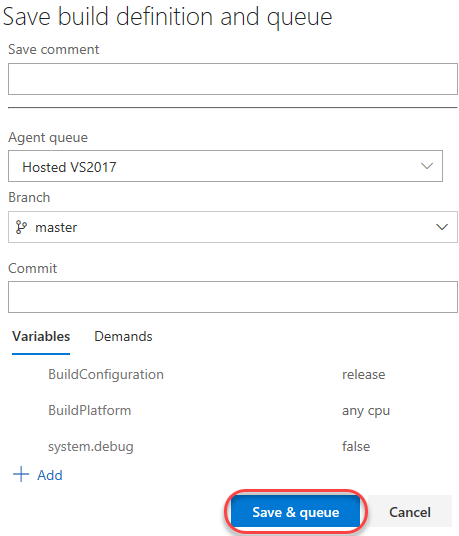 Save build definition and queue
Save comment
Agent queue
Hosted VS2017
Branch
master
Commit
Variables Demands
BuildConfiguration release
BuildPlatform any cpu
system.debug false
Add
Save & queue Cancel